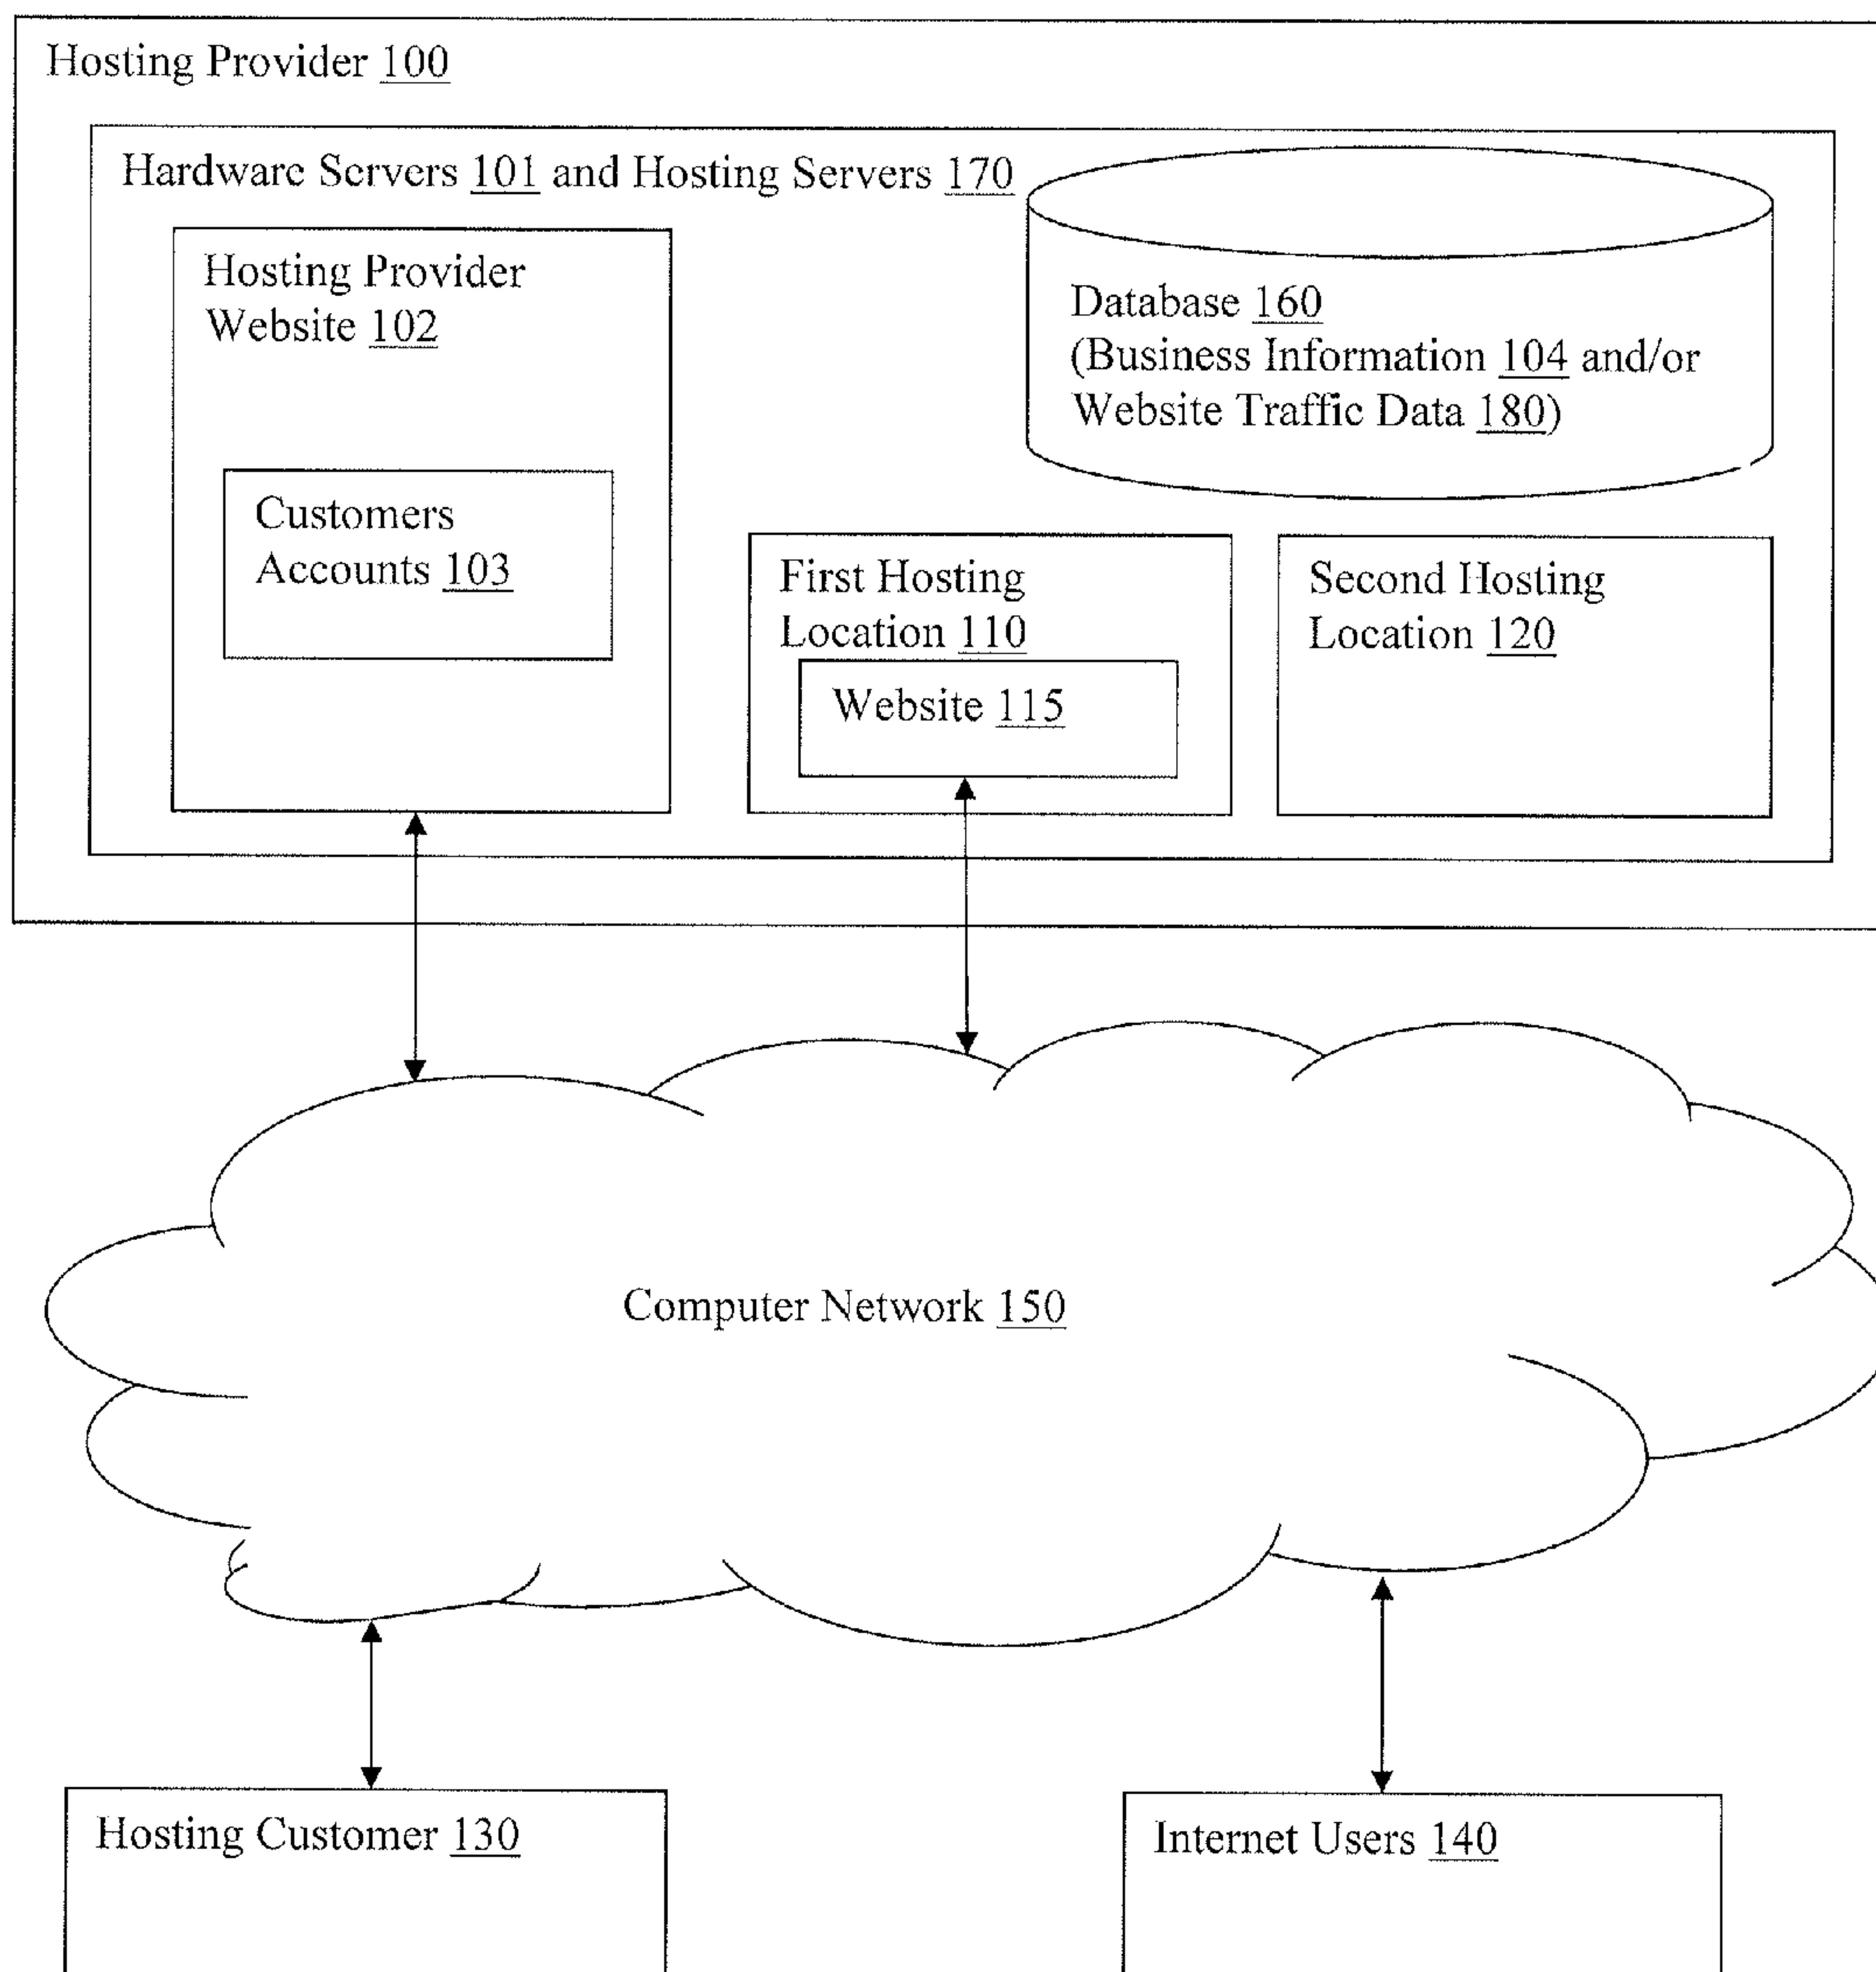 Hosting Provider 100
Hardware Servers 101 and Hosting Servers 170
Hosting Provider
Website 102
Customers
Accounts 103
Database 160
(Business Information 104 and/or
Website Traffic Data 180)
First Hosting
Location 110
Website 115
Second Hosting
Location 120
Computer Network 150
Hosting Customer 130
Internet Users 140